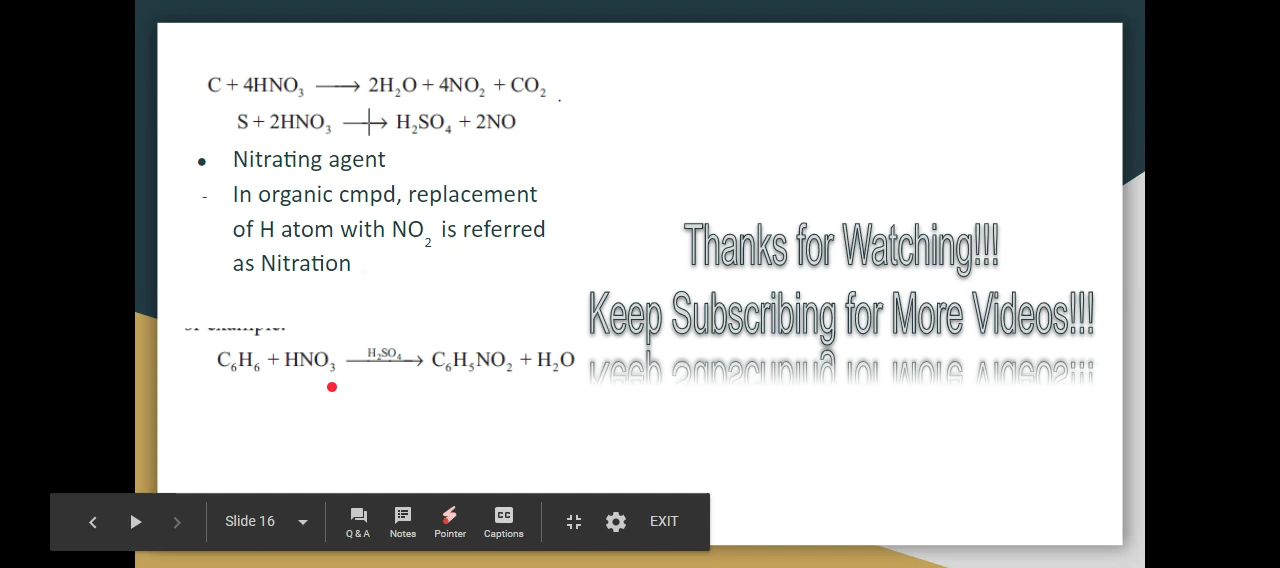 C + 4HNO₃ ⟶ 2H₂O + 4NO₂ + CO₂
S + 2HNO₃ ⟶ H₂SO₄ + 2NO
• Nitrating agent
- In organic cmpd, replacement
of H atom with NO₂ is referred
as Nitration
example:
H₂SO₄
C₆H₆ + HNO₃ ⟶ C₆H₅NO₂ + H₂O
Thanks for Watching!!!
Keep Subscribing for More Videos!!!
Slide 16
Q & A
Notes
Pointer
CC
Captions
EXIT